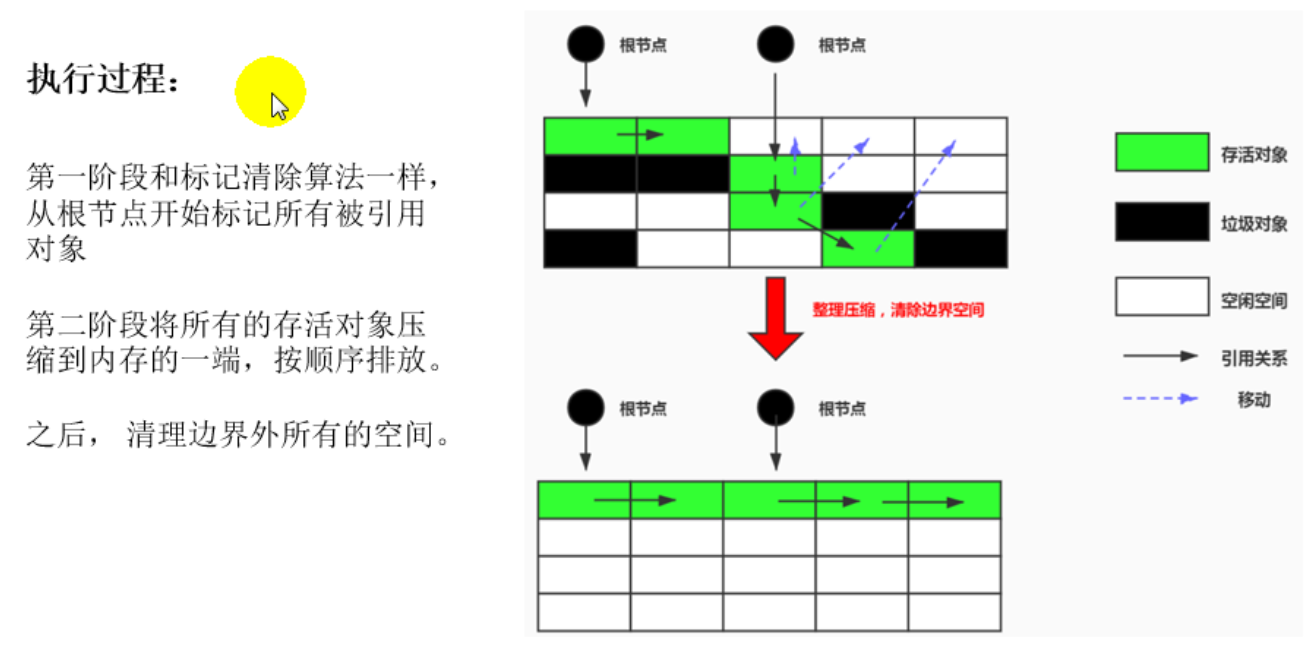 执行过程：
第一阶段和标记清除算法一样，
从根节点开始标记所有被引用
对象
第二阶段将所有的存活对象压
缩到内存的一端，按顺序排放。
之后， 清理边界外所有的空间。
根节点
根节点
整理压缩，清除边界空间
根节点
根节点
存活对象
垃圾对象
空闲空间
引用关系
移动